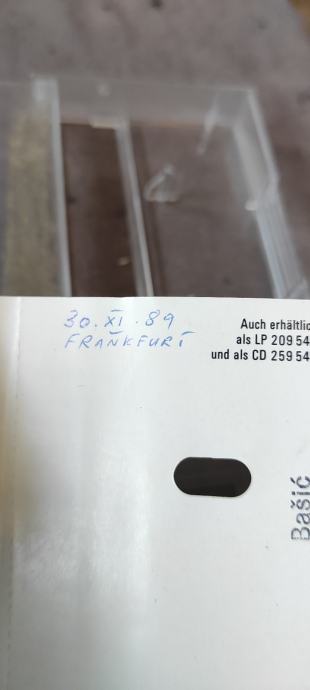 30.XI.89
FRANKFURT
Auch erhältlic
als LP 209 54
und als CD 259 54
Bašić